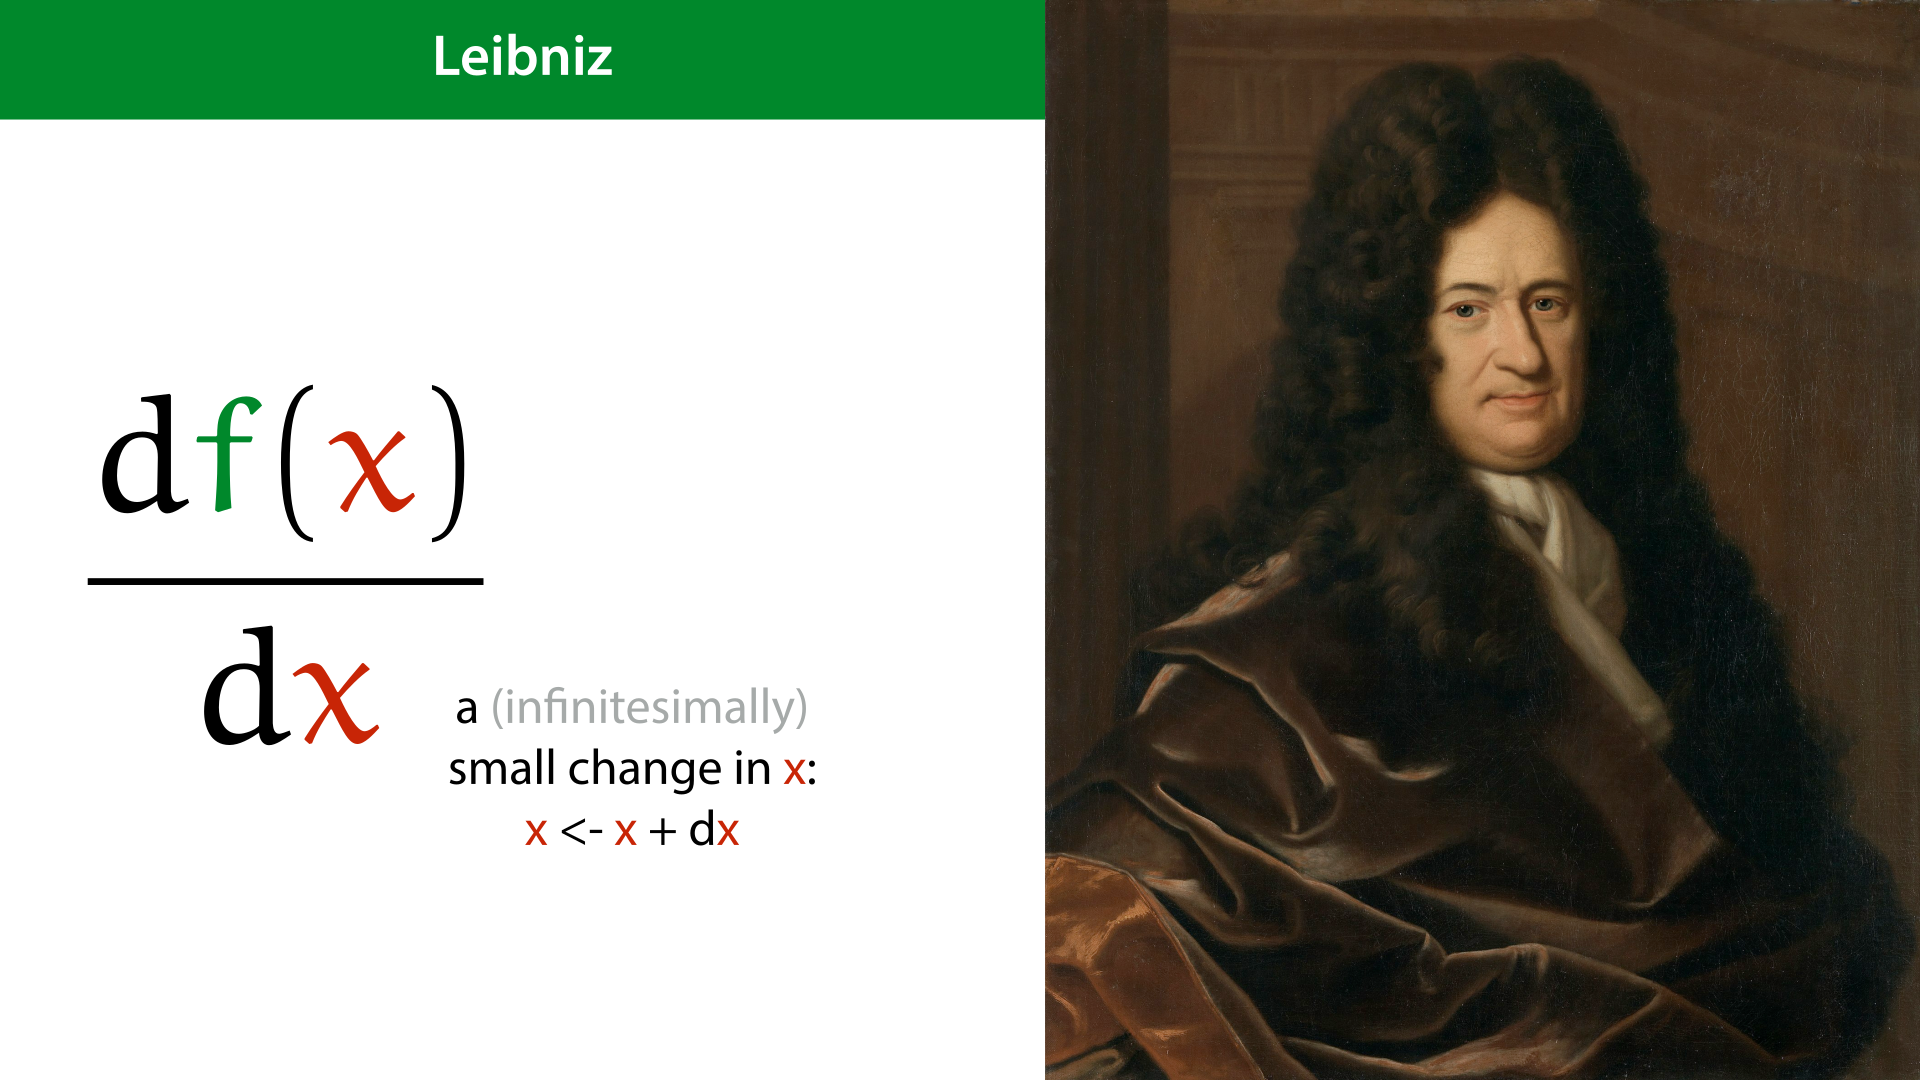 Leibniz
df(x)
dx
a (infinitesimally)
small change in x:
x <- x + dx